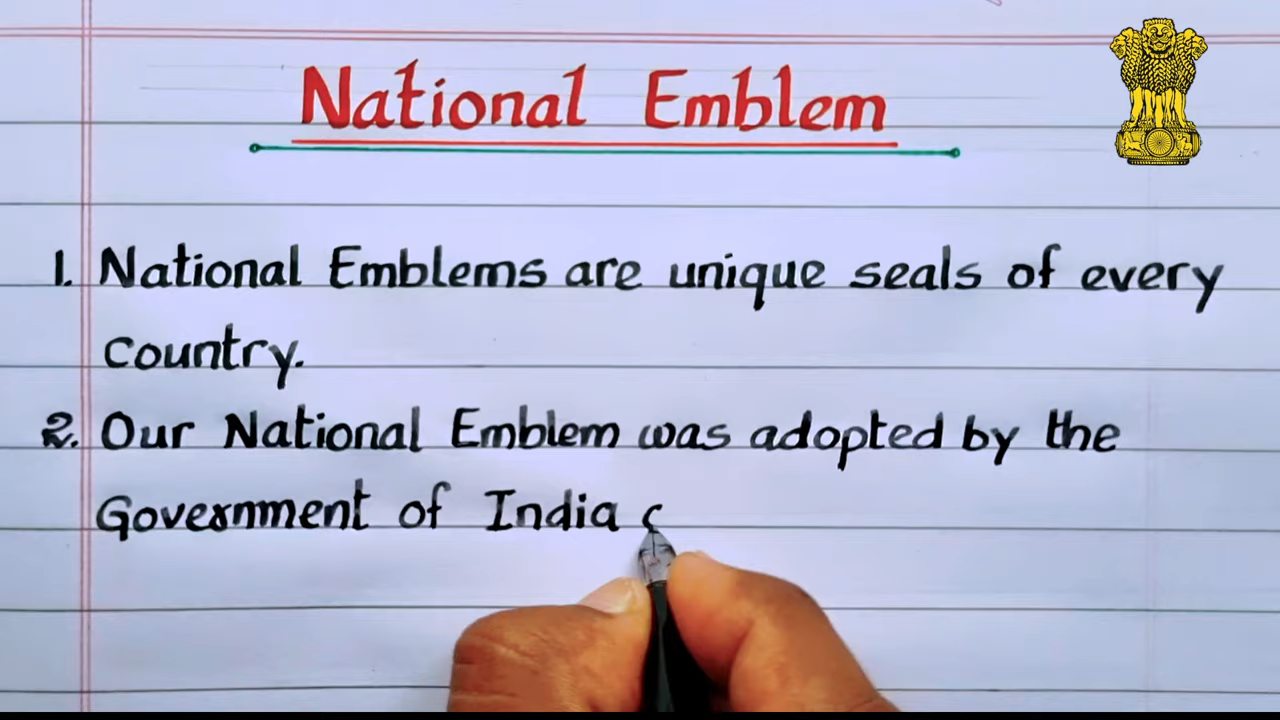 National Emblem
1. National Emblems are unique seals of every
country.
2. Our National Emblem was adopted by the
Government of India